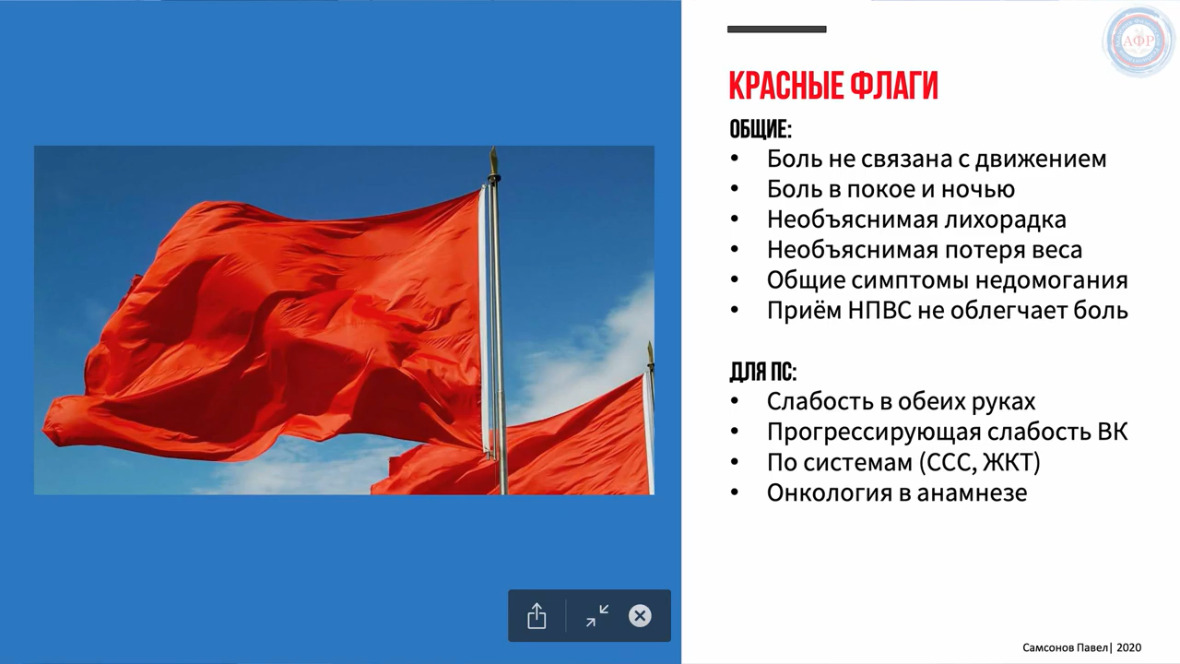 АФР
КРАСНЫЕ ФЛАГИ
ОБЩИЕ:
• Боль не связана с движением
• Боль в покое и ночью
• Необъяснимая лихорадка
• Необъяснимая потеря веса
• Общие симптомы недомогания
• Приём НПВС не облегчает боль
ДЛЯ ПС:
• Слабость в обеих руках
• Прогрессирующая слабость ВК
• По системам (ССС, ЖКТ)
• Онкология в анамнезе
Самсонов Павел| 2020